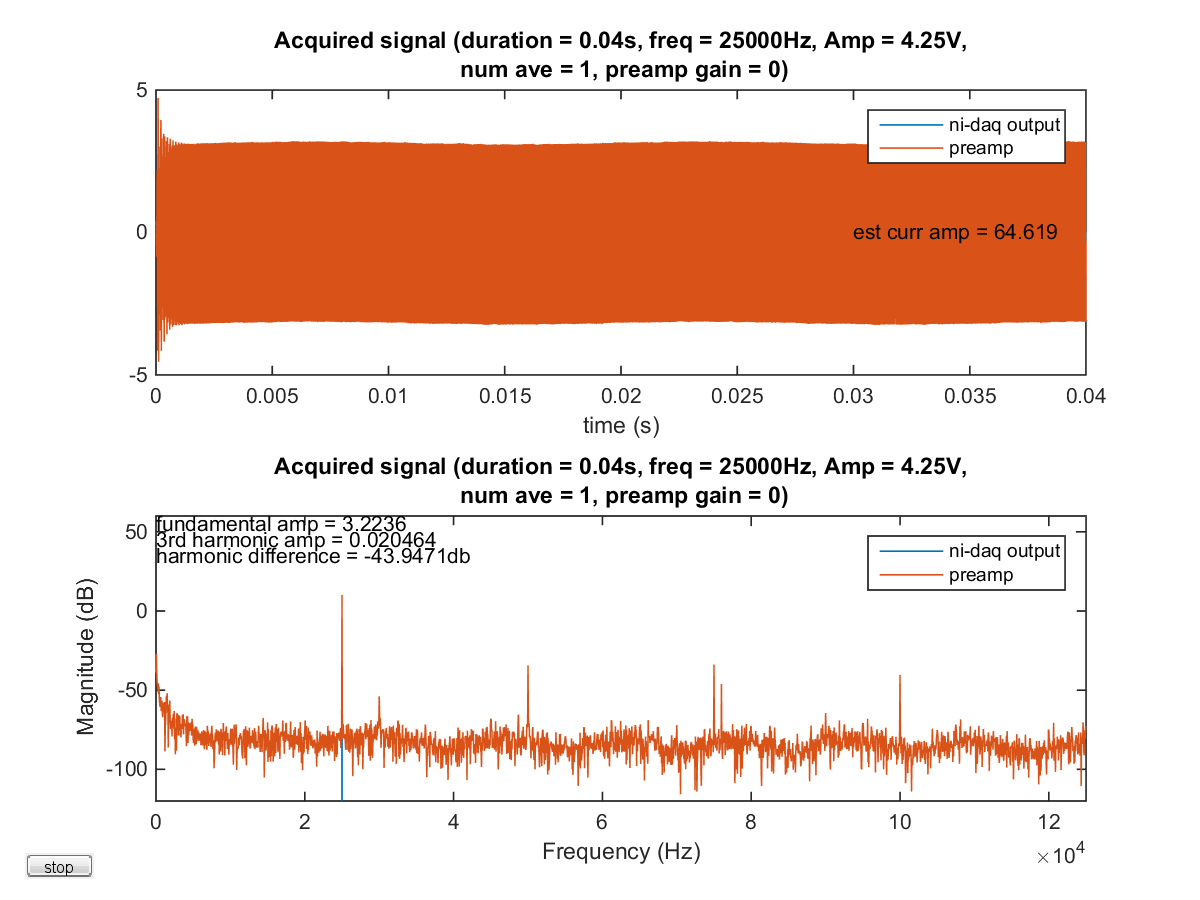 Acquired signal (duration = 0.04s, freq = 25000Hz, Amp = 4.25V,
num ave = 1, preamp gain = 0)
5
0
-5
ni-daq output
preamp
est curr amp = 64.619
0 0.005 0.01 0.015 0.02 0.025 0.03 0.035 0.04
time (s)
Acquired signal (duration = 0.04s, freq = 25000Hz, Amp = 4.25V,
num ave = 1, preamp gain = 0)
fundamental amp = 3.2236
3rd harmonic amp = 0.020464
harmonic difference = -43.9471db
ni-daq output
preamp
Magnitude (dB)
50
0
-50
-100
0 2 4 6 8 10 12
×10⁴
Frequency (Hz)
stop